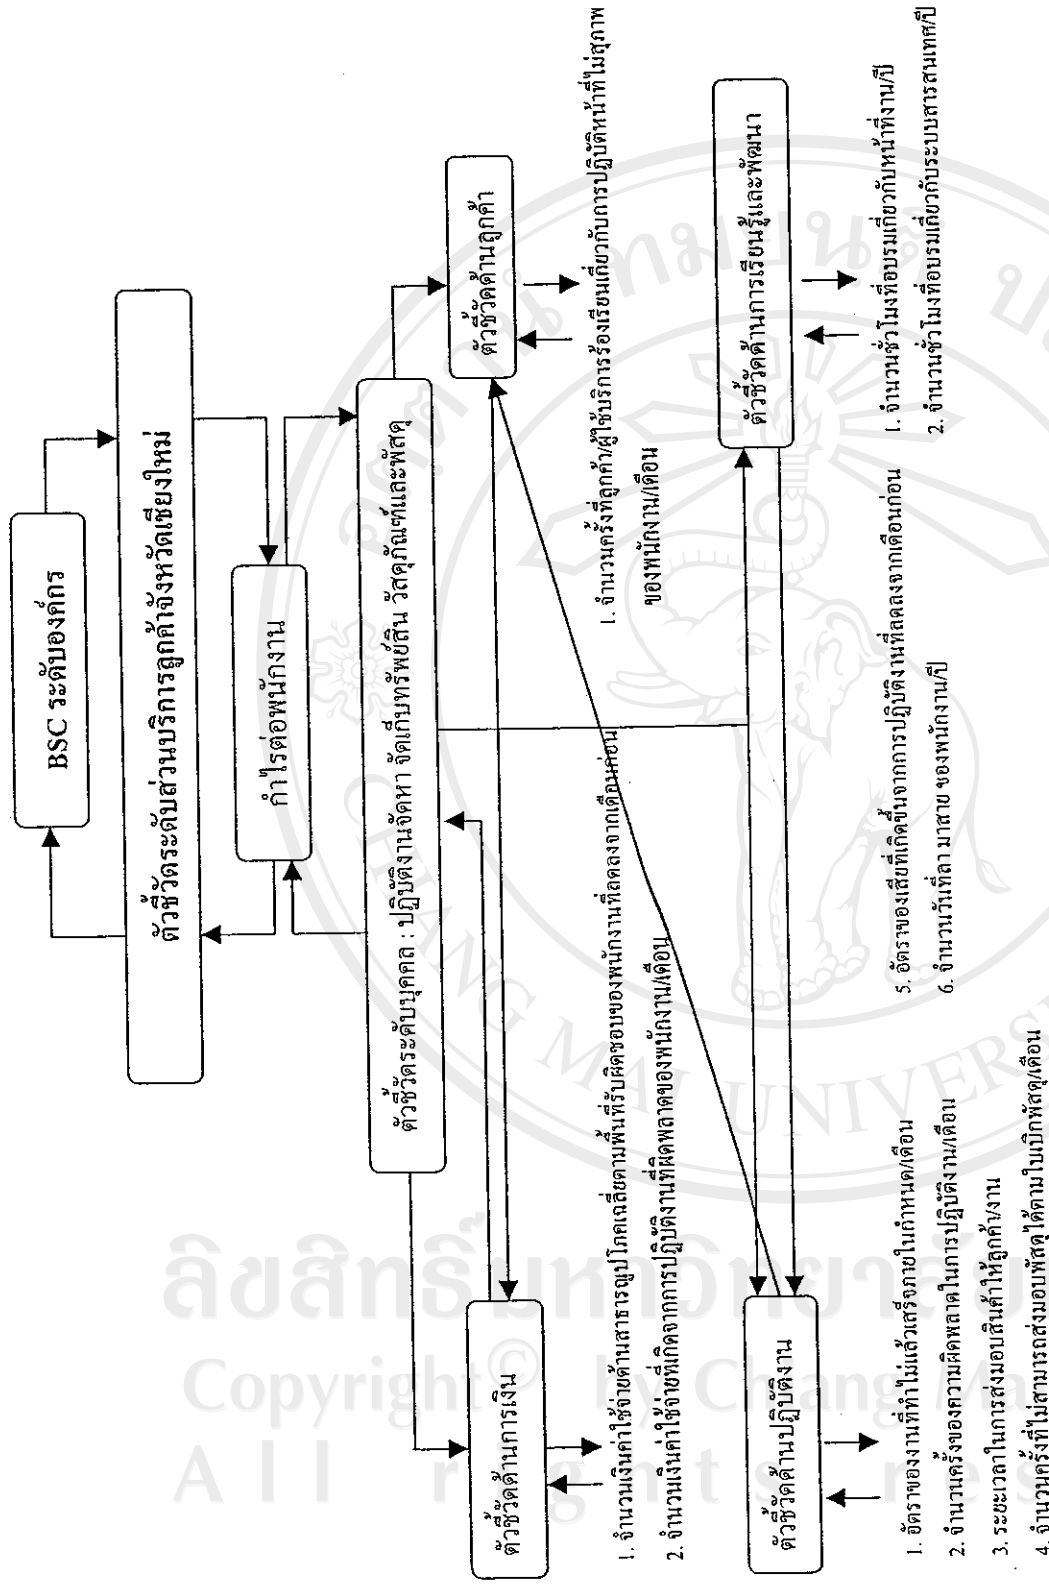 BSC ระดับองค์กร
ตัวชี้วัดระดับส่วนบริการลูกค้าจังหวัดเชียงใหม่
กำไรต่อพนักงาน
ตัวชี้วัดระดับบุคคล : ปฏิบัติงานจัดหา จัดเก็บทรัพย์สิน วัสดุภัณฑ์และพัสดุ
ตัวชี้วัดด้านการเงิน
ตัวชี้วัดด้านลูกค้า
1. จำนวนเงินค่าใช้จ่ายด้านสาธารณูปโภคเฉลี่ยตามพื้นที่รับผิดชอบของพนักงานที่ลดลงจากเดือนก่อน
2. จำนวนเงินค่าใช้จ่ายที่เกิดจากการปฏิบัติงานที่ผิดพลาดของพนักงาน/เดือน
1. จำนวนครั้งที่ลูกค้า/ผู้ใช้บริการร้องเรียนเกี่ยวกับการปฏิบัติหน้าที่ไม่สุภาพ
ของพนักงาน/เดือน
ตัวชี้วัดด้านปฏิบัติงาน
ตัวชี้วัดด้านการเรียนรู้และพัฒนา
1. อัตราของงานที่ทำไม่แล้วเสร็จภายในกำหนด/เดือน
2. จำนวนครั้งของความผิดพลาดในการปฏิบัติงาน/เดือน
3. ระยะเวลาในการส่งมอบสินค้าให้ลูกค้า/งาน
4. จำนวนครั้งที่ไม่สามารถส่งมอบพัสดุได้ตามใบเบิกพัสดุ/เดือน
5. อัตราของเสียที่เกิดขึ้นจากการปฏิบัติงานที่ลดลงจากเดือนก่อน
6. จำนวนวันที่ลา มาสาย ของพนักงาน/ปี
1. จำนวนชั่วโมงที่อบรมเกี่ยวกับหน้าที่งาน/ปี
2. จำนวนชั่วโมงที่อบรมเกี่ยวกับระบบสารสนเทศ/ปี
CHIANG MAI UNIVERSI
ลิขสิทธิ์มหาวิทยาลัย
Copyright © by Chiang Mai
All rights res